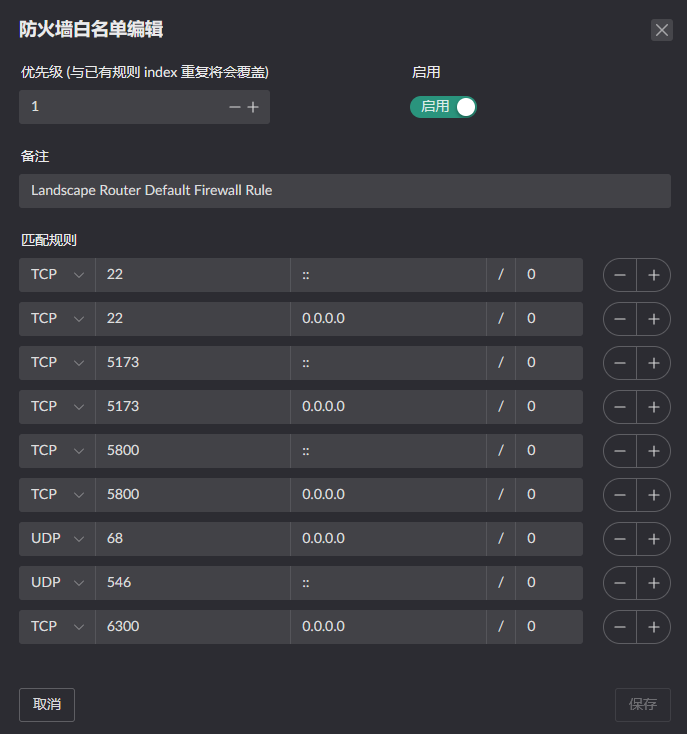 防火墙白名单编辑
优先级 (与已有规则 index 重复将会覆盖) 启用
1 启用
备注
Landscape Router Default Firewall Rule
匹配规则
TCP 22 :: / 0
TCP 22 0.0.0.0 / 0
TCP 5173 :: / 0
TCP 5173 0.0.0.0 / 0
TCP 5800 :: / 0
TCP 5800 0.0.0.0 / 0
UDP 68 0.0.0.0 / 0
UDP 546 :: / 0
TCP 6300 0.0.0.0 / 0
取消 保存